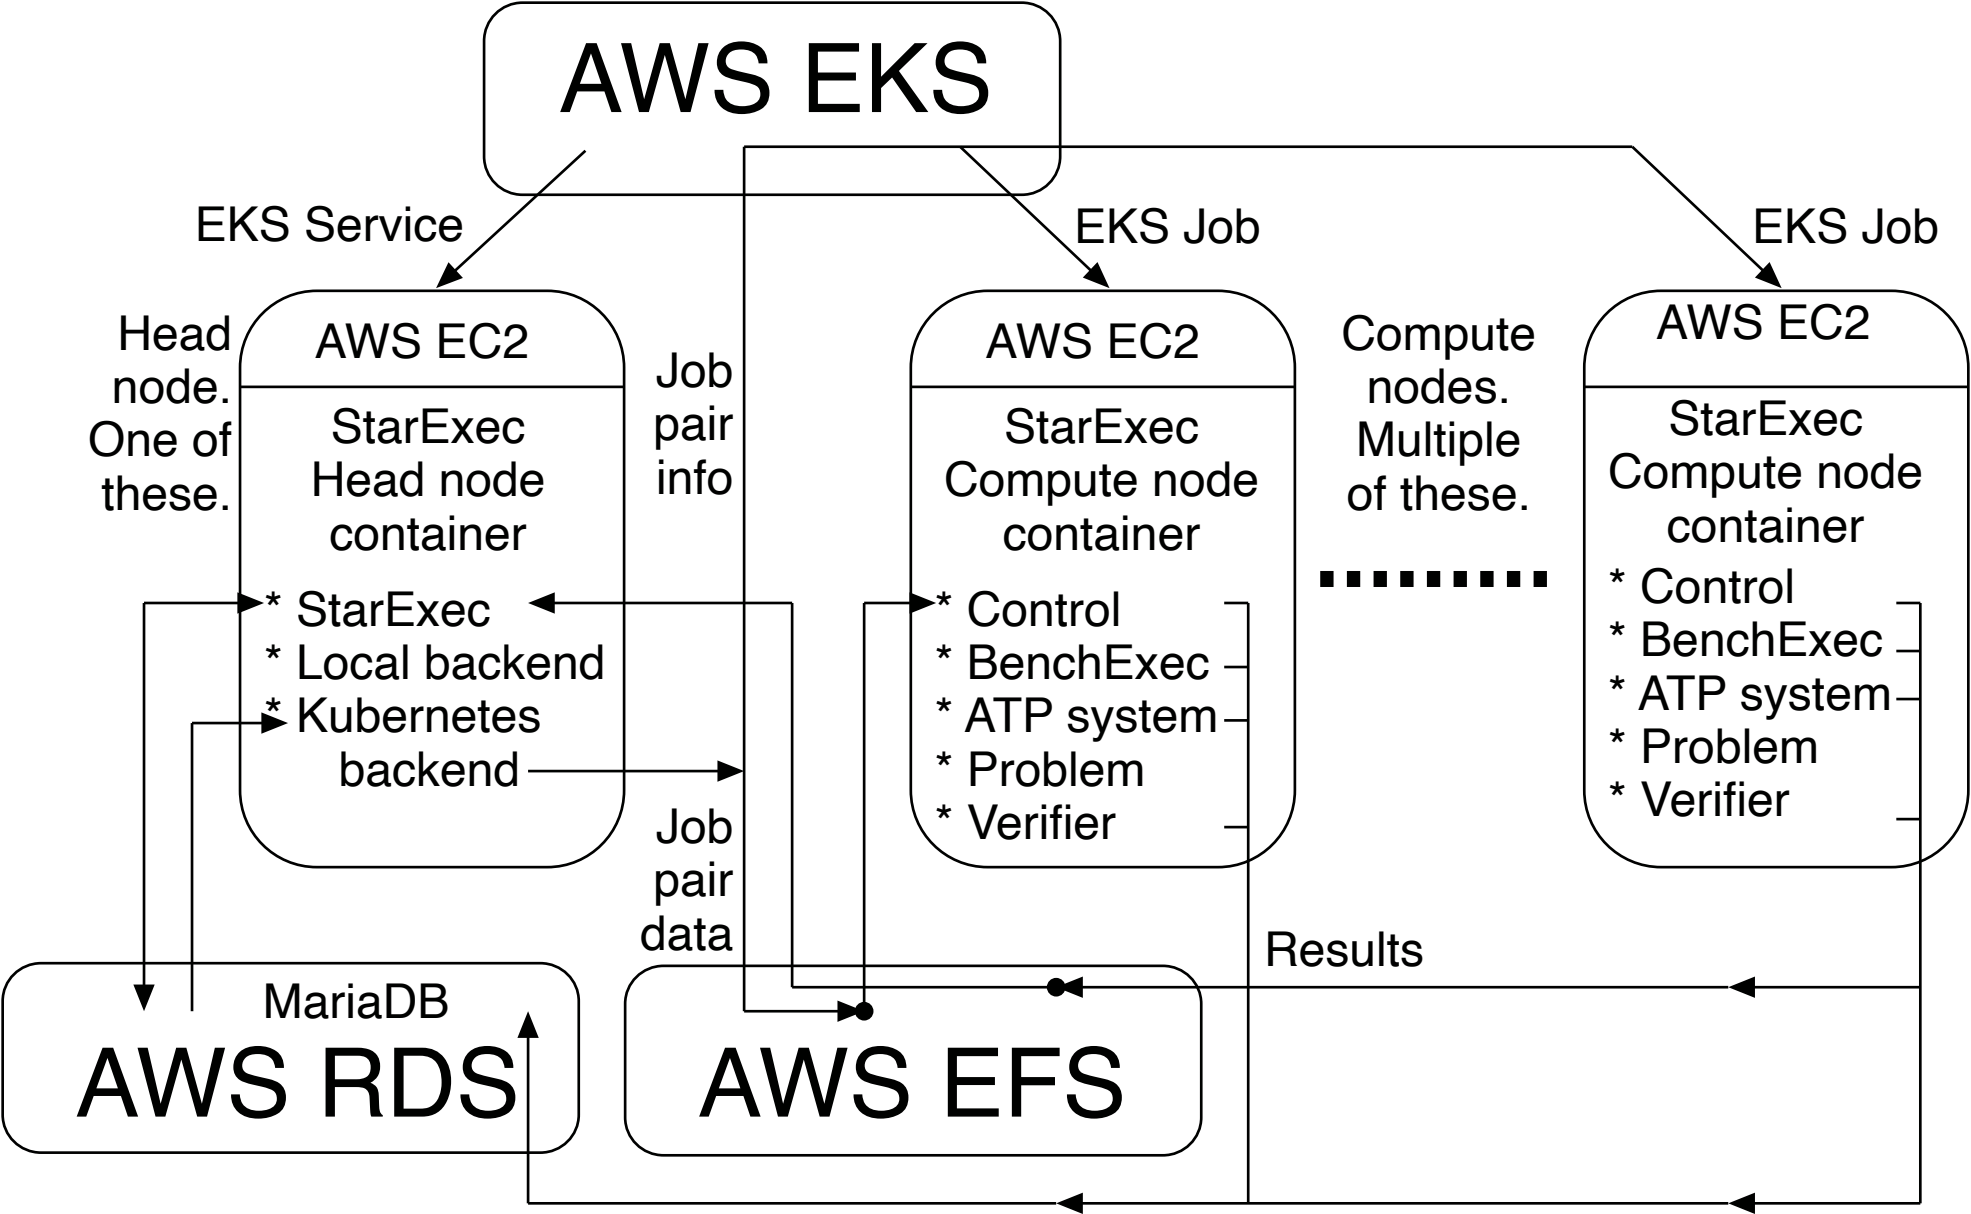 AWS EKS
EKS Service
EKS Job
EKS Job
Head
node.
One of
these.
AWS EC2
StarExec
Head node
container
* StarExec
* Local backend
* Kubernetes
backend
Job
pair
info
Job
pair
data
AWS EC2
StarExec
Compute node
container
* Control
* BenchExec
* ATP system
* Problem
* Verifier
Compute
nodes.
Multiple
of these.
AWS EC2
StarExec
Compute node
container
* Control
* BenchExec
* ATP system
* Problem
* Verifier
Results
MariaDB
AWS RDS
AWS EFS